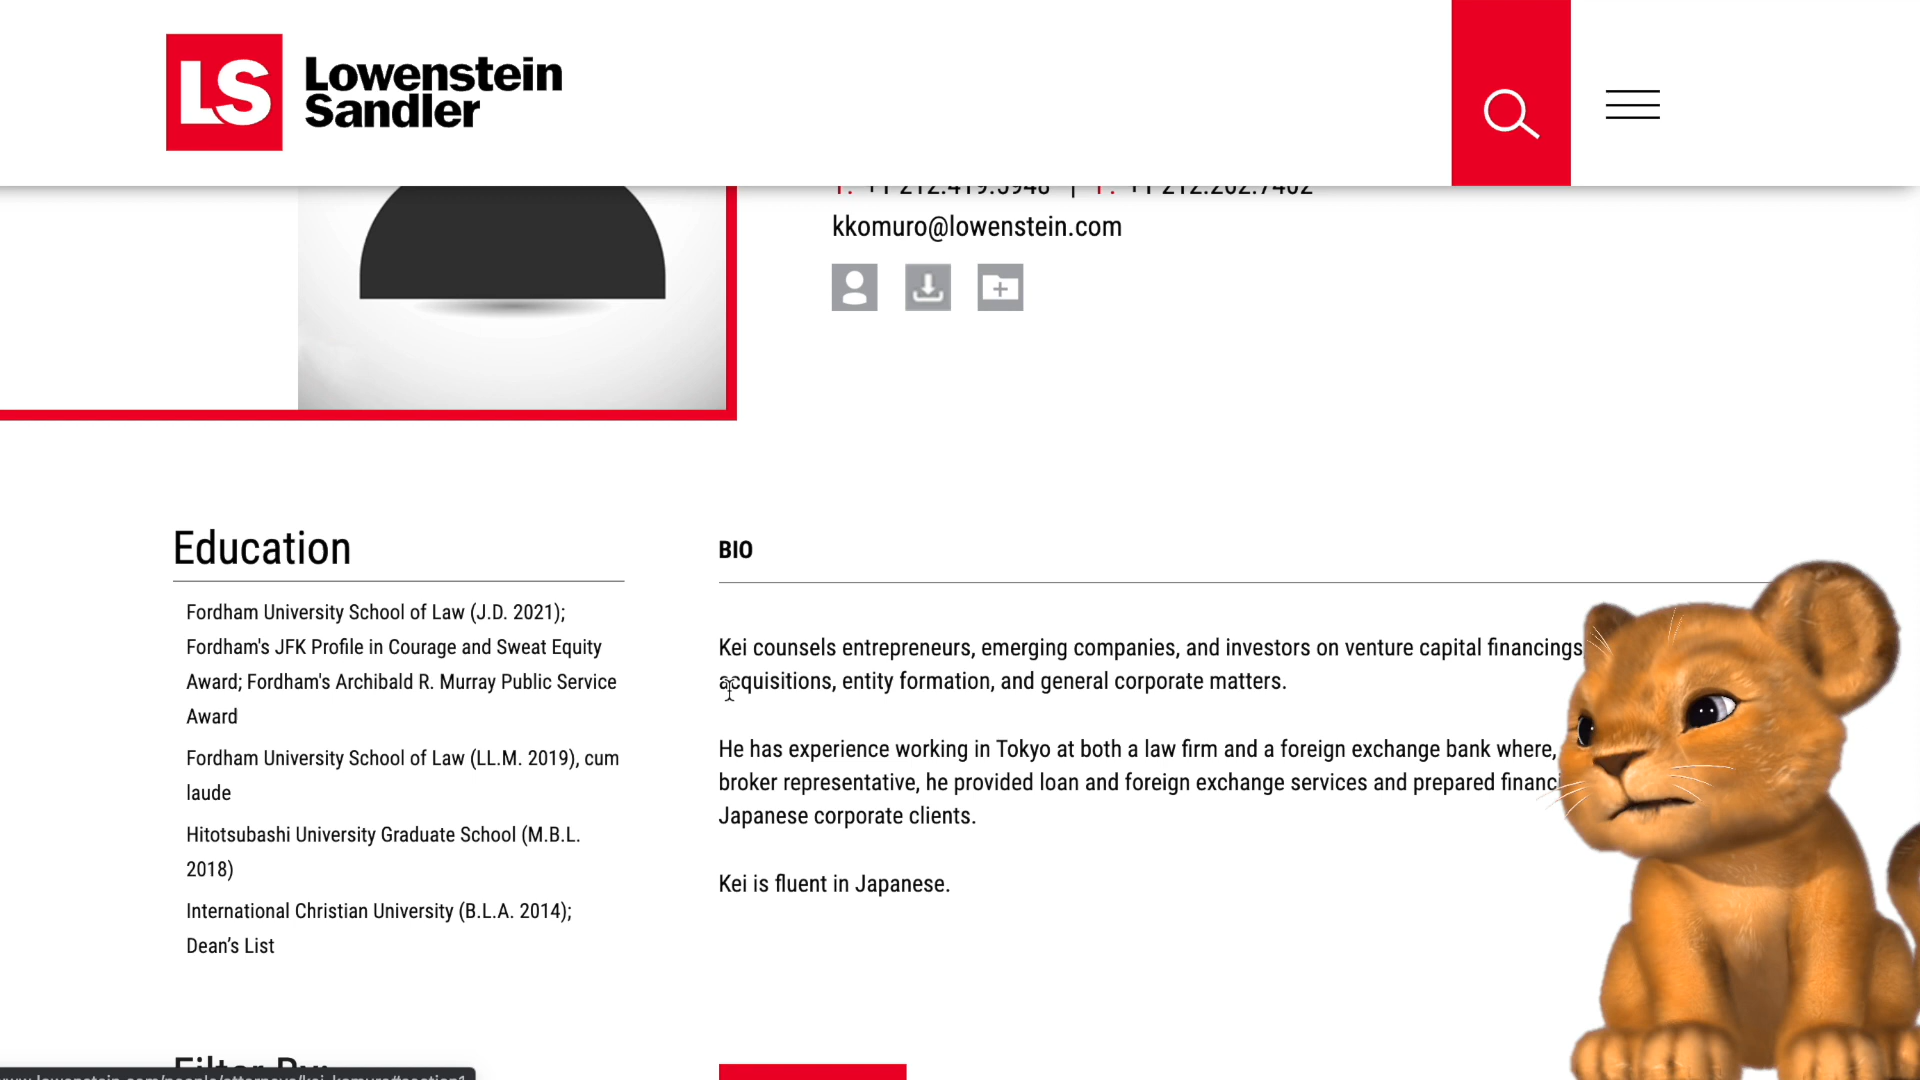 LS Lowenstein
Sandler
kkomuro@lowenstein.com
Education
Fordham University School of Law (J.D. 2021);
Fordham's JFK Profile in Courage and Sweat Equity
Award; Fordham's Archibald R. Murray Public Service
Award
Fordham University School of Law (LL.M. 2019), cum
laude
Hitotsubashi University Graduate School (M.B.L.
2018)
International Christian University (B.L.A. 2014);
Dean's List
BIO
Kei counsels entrepreneurs, emerging companies, and investors on venture capital financings
acquisitions, entity formation, and general corporate matters.
He has experience working in Tokyo at both a law firm and a foreign exchange bank where,
broker representative, he provided loan and foreign exchange services and prepared financi
Japanese corporate clients.
Kei is fluent in Japanese.